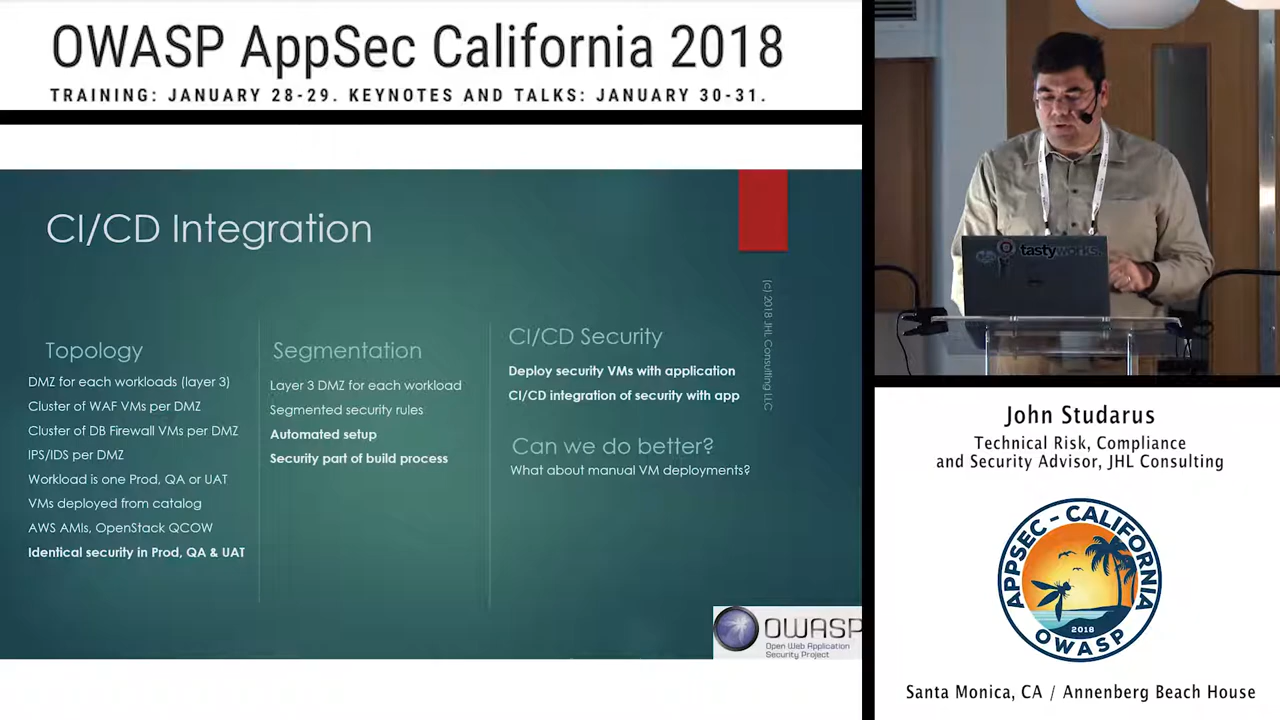 OWASP AppSec California 2018
TRAINING: JANUARY 28-29. KEYNOTES AND TALKS: JANUARY 30-31.
CI/CD Integration
Topology
DMZ for each workloads (layer 3)
Cluster of WAF VMs per DMZ
Cluster of DB Firewall VMs per DMZ
IPS/IDS per DMZ
Workload is one Prod, QA or UAT
VMs deployed from catalog
AWS AMIs, OpenStack QCOW
Identical security in Prod, QA & UAT
Segmentation
Layer 3 DMZ for each workload
Segmented security rules
Automated setup
Security part of build process
CI/CD Security
Deploy security VMs with application
CI/CD integration of security with app
Can we do better?
What about manual VM deployments?
(c) 2018 JHL Consulting LLC
OWASP
Open Web Application
Security Project
tastyworks.
John Studarus
Technical Risk, Compliance
and Security Advisor, JHL Consulting
APPSEC - CALIFORNIA
2018
OWASP
Santa Monica, CA / Annenberg Beach House